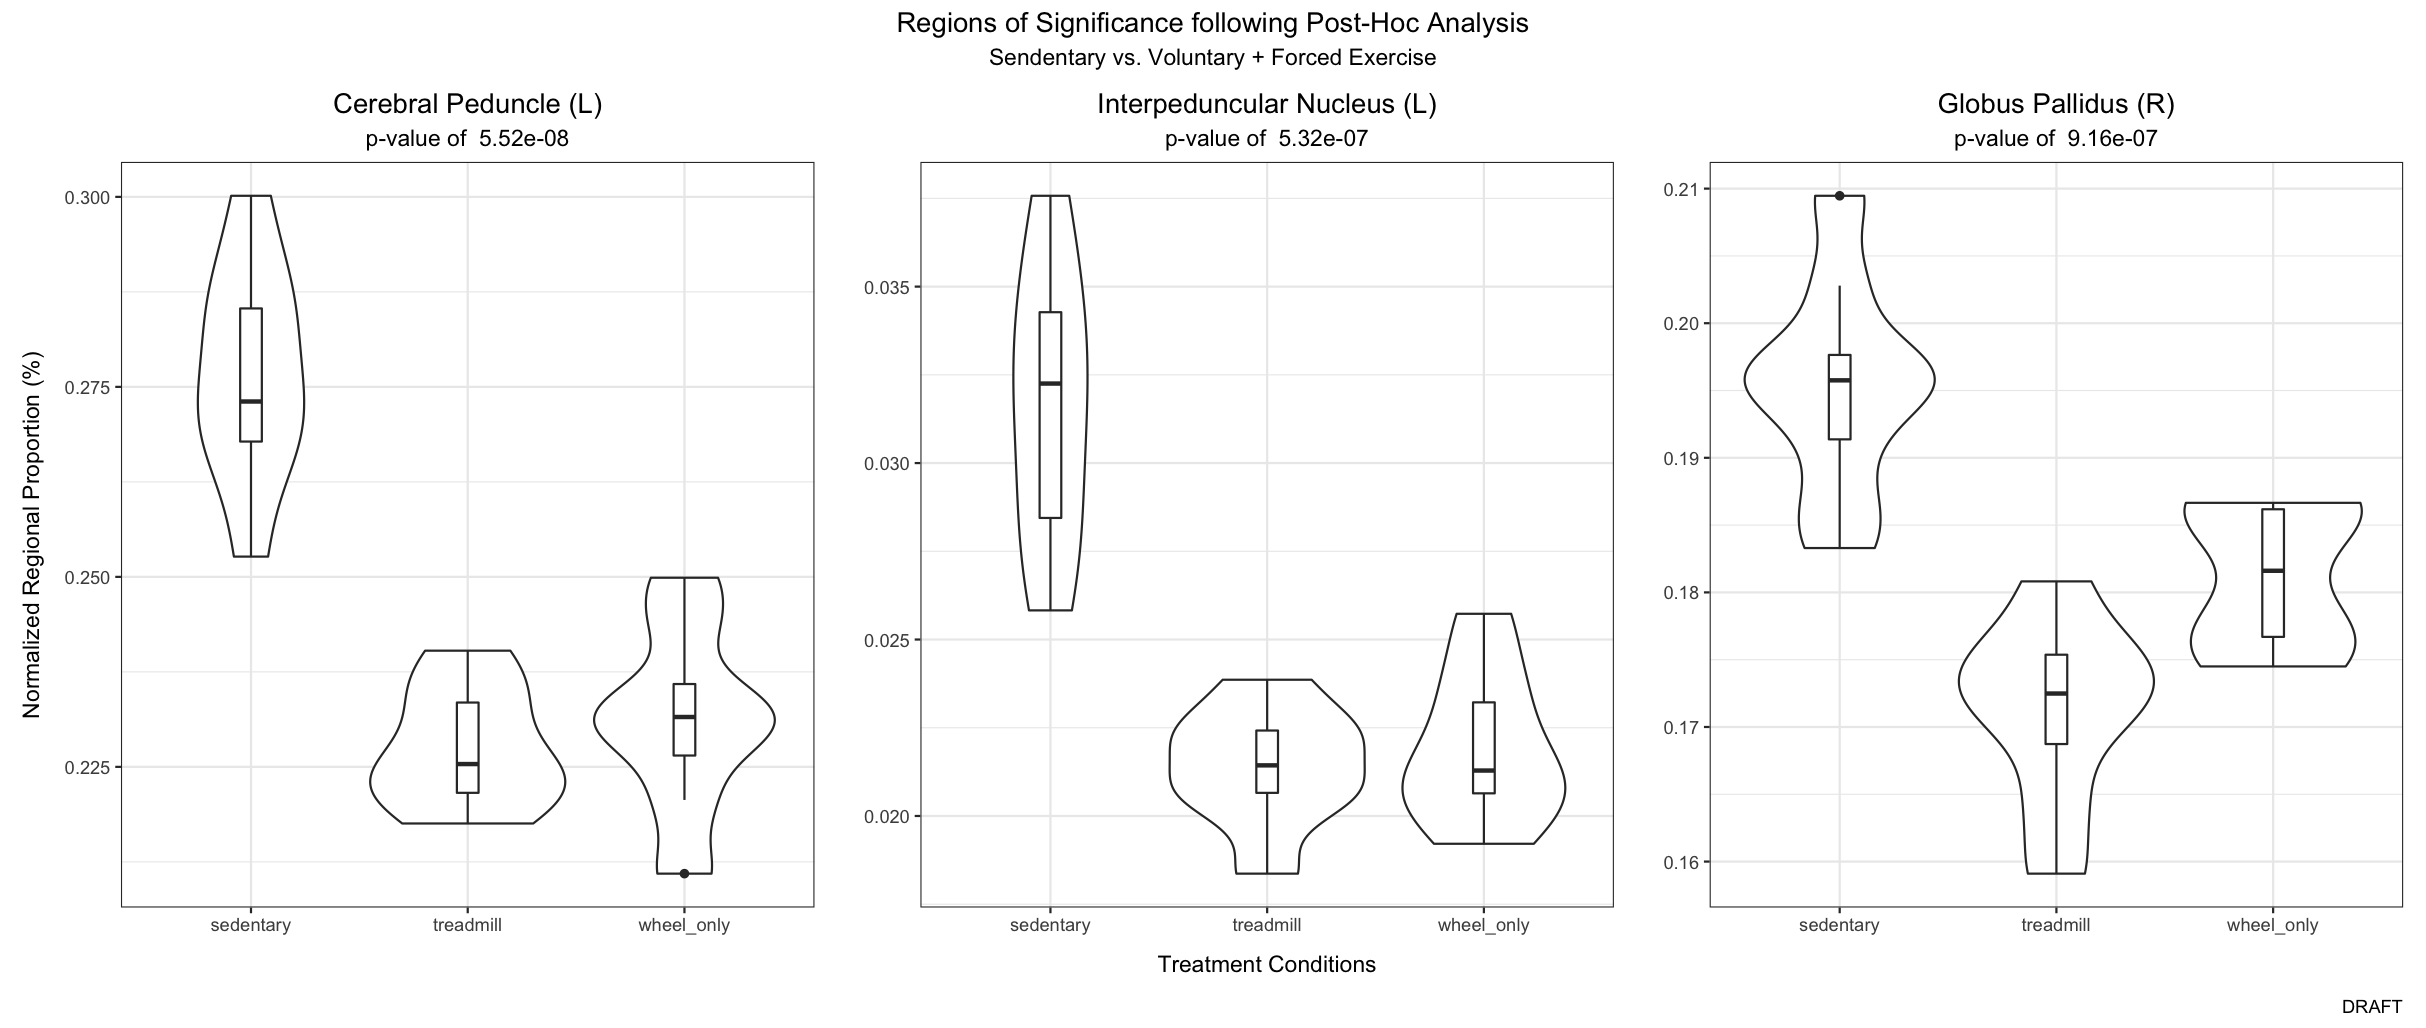 Regions of Significance following Post-Hoc Analysis
Sendentary vs. Voluntary + Forced Exercise
Cerebral Peduncle (L)
p-value of  5.52e-08
Interpeduncular Nucleus (L)
p-value of  5.32e-07
Globus Pallidus (R)
p-value of  9.16e-07
Normalized Regional Proportion (%)
0.300
0.275
0.250
0.225
sedentary treadmill wheel_only
0.035
0.030
0.025
0.020
sedentary treadmill wheel_only
0.21
0.20
0.19
0.18
0.17
0.16
sedentary treadmill wheel_only
Treatment Conditions
DRAFT